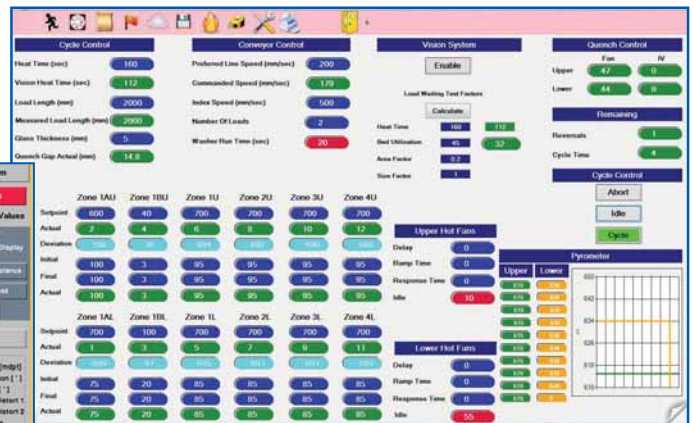 Cycle Control
Heat Time (sec) 160
Vision Heat Time (sec) 112
Load Length (mm) 2000
Measured Load Length (mm) 2000
Glass Thickness (mm) 5
Quench Gap Actual (mm) 14.9
Conveyor Control
Preferred Line Speed (mm/sec) 200
Commanded Speed (mm/sec) 179
Index Speed (mm/sec) 500
Number Of Loads 2
Washer Run Time (sec) 20
Vision System
Enable
Load Waiting Test Factors
Calculate
Heat Time 160 112
Bed Utilization 45 32
Area Factor 0.2
Size Factor 1
Quench Control
Fan IV
Upper 47 0
Lower 44 0
Remaining
Reversals 1
Cycle Time 4
Cycle Control
Abort
Idle
Cycle
Zone 1AU Zone 1BU Zone 1U Zone 2U Zone 3U Zone 4U
Setpoint 600 40 700 700 700 700
Actual 2 4 6 8 10 12
Deviation
Initial 100 3 95 95 95 95
Final 100 3 95 95 95 95
Actual 100 3 95 95 95 95
Zone 1AL Zone 1BL Zone 1L Zone 2L Zone 3L Zone 4L
Setpoint 700 100 700 700 700 700
Actual 1 3 5 7 9 11
Deviation
Initial 75 20 85 85 85 85
Final 75 20 85 85 85 85
Actual 75 20 85 85 85 85
Upper Hot Fans
Delay 0
Ramp Time 0
Response Time 0
Idle 10
Lower Hot Fans
Delay 0
Ramp Time 0
Response Time 0
Idle 55
Pyrometer
Upper Lower
642
634
626
618
610
C
Values
Display
[mdpt]